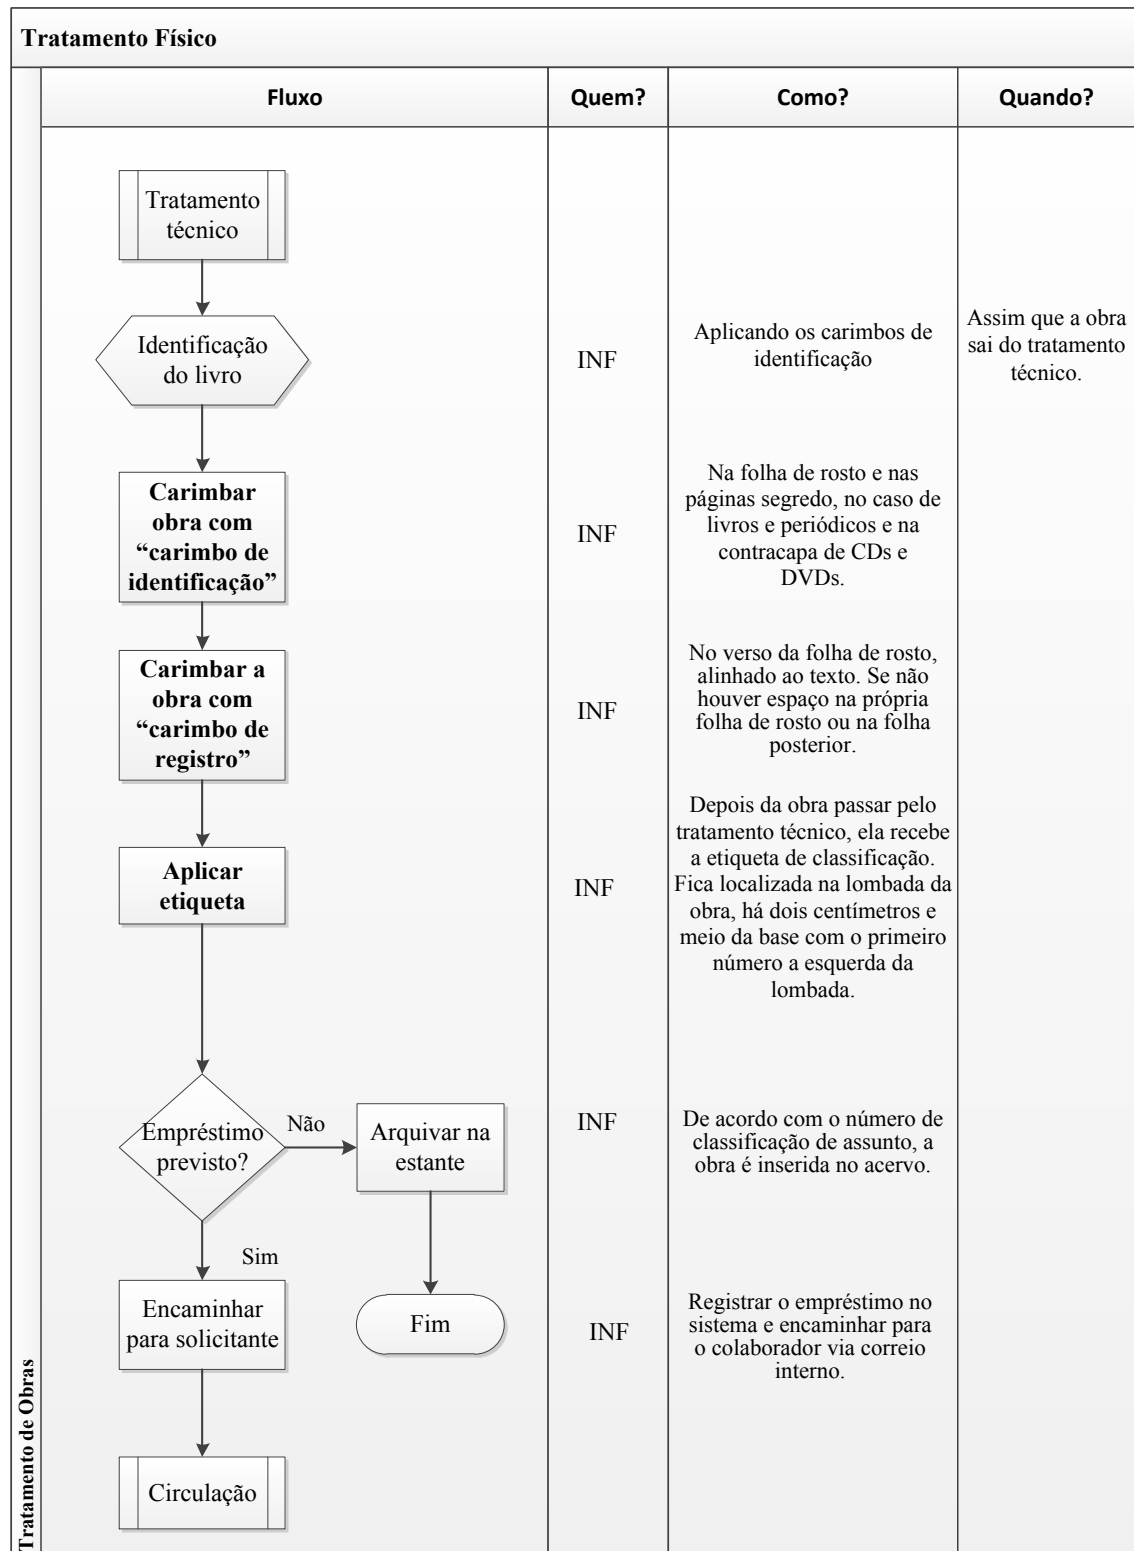 Tratamento Físico
Fluxo
Quem?
Como?
Quando?
Tratamento
técnico
Identificação
do livro
INF
Aplicando os carimbos de
identificação
Assim que a obra
sai do tratamento
técnico.
Carimbar
obra com
“carimbo de
identificação”
INF
Na folha de rosto e nas
páginas segredo, no caso de
livros e periódicos e na
contracapa de CDs e
DVDs.
Carimbar a
obra com
“carimbo de
registro”
INF
No verso da folha de rosto,
alinhado ao texto. Se não
houver espaço na própria
folha de rosto ou na folha
posterior.
Aplicar
etiqueta
INF
Depois da obra passar pelo
tratamento técnico, ela recebe
a etiqueta de classificação.
Fica localizada na lombada da
obra, há dois centímetros e
meio da base com o primeiro
número a esquerda da
lombada.
Empréstimo
previsto?
Não
Arquivar na
estante
INF
De acordo com o número de
classificação de assunto, a
obra é inserida no acervo.
Sim
Encaminhar
para solicitante
Fim
INF
Registrar o empréstimo no
sistema e encaminhar para
o colaborador via correio
interno.
Circulação
Tratamento de Obras